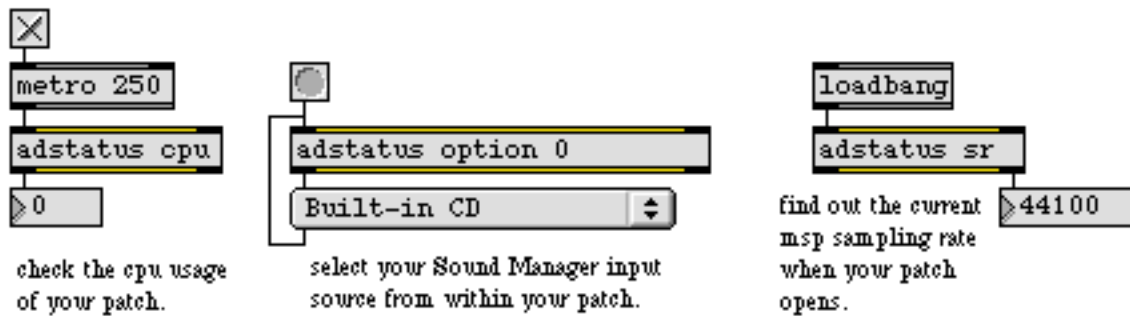 metro 250
adstatus cpu
0
check the cpu usage
of your patch.
adstatus option 0
Built-in CD
select your Sound Manager input
source from within your patch.
loadbang
adstatus sr
44100
find out the current
msp sampling rate
when your patch
opens.